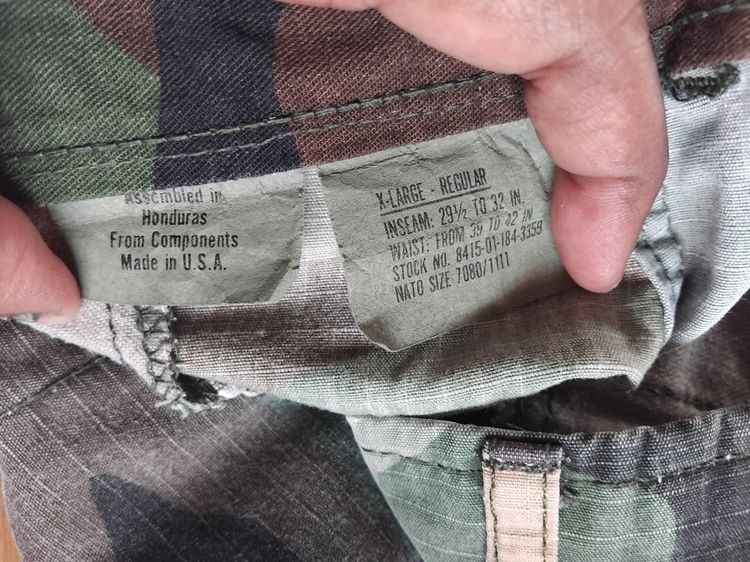 Assembled in
Honduras
From Components
Made in U.S.A.
X-LARGE - REGULAR
INSEAM: 29½ TO 32 IN.
WAIST: FROM 39 TO 42 IN
STOCK NO. 8415-01-184-3359
NATO SIZE 7080/1111